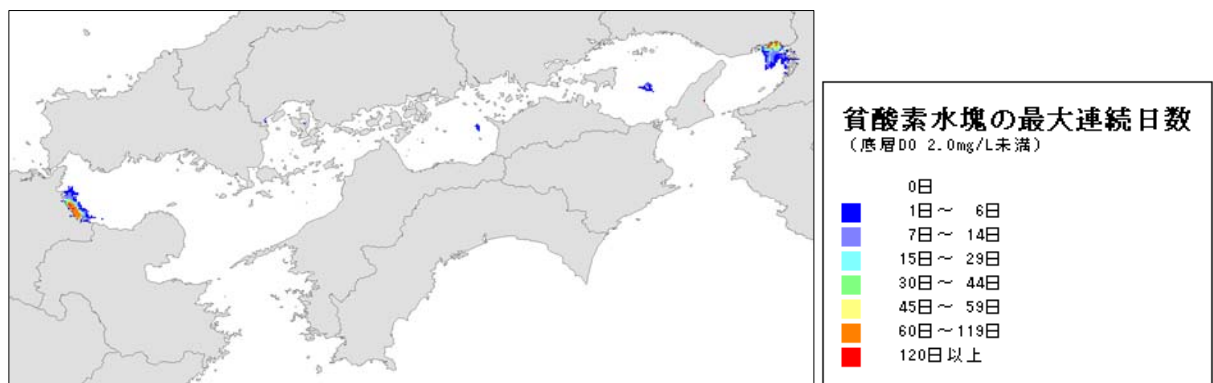 貧酸素水塊の最大連続日数
（底層DO 2.0mg/L未満）
0日
1日～ 6日
7日～ 14日
15日～ 29日
30日～ 44日
45日～ 59日
60日～119日
120日以上